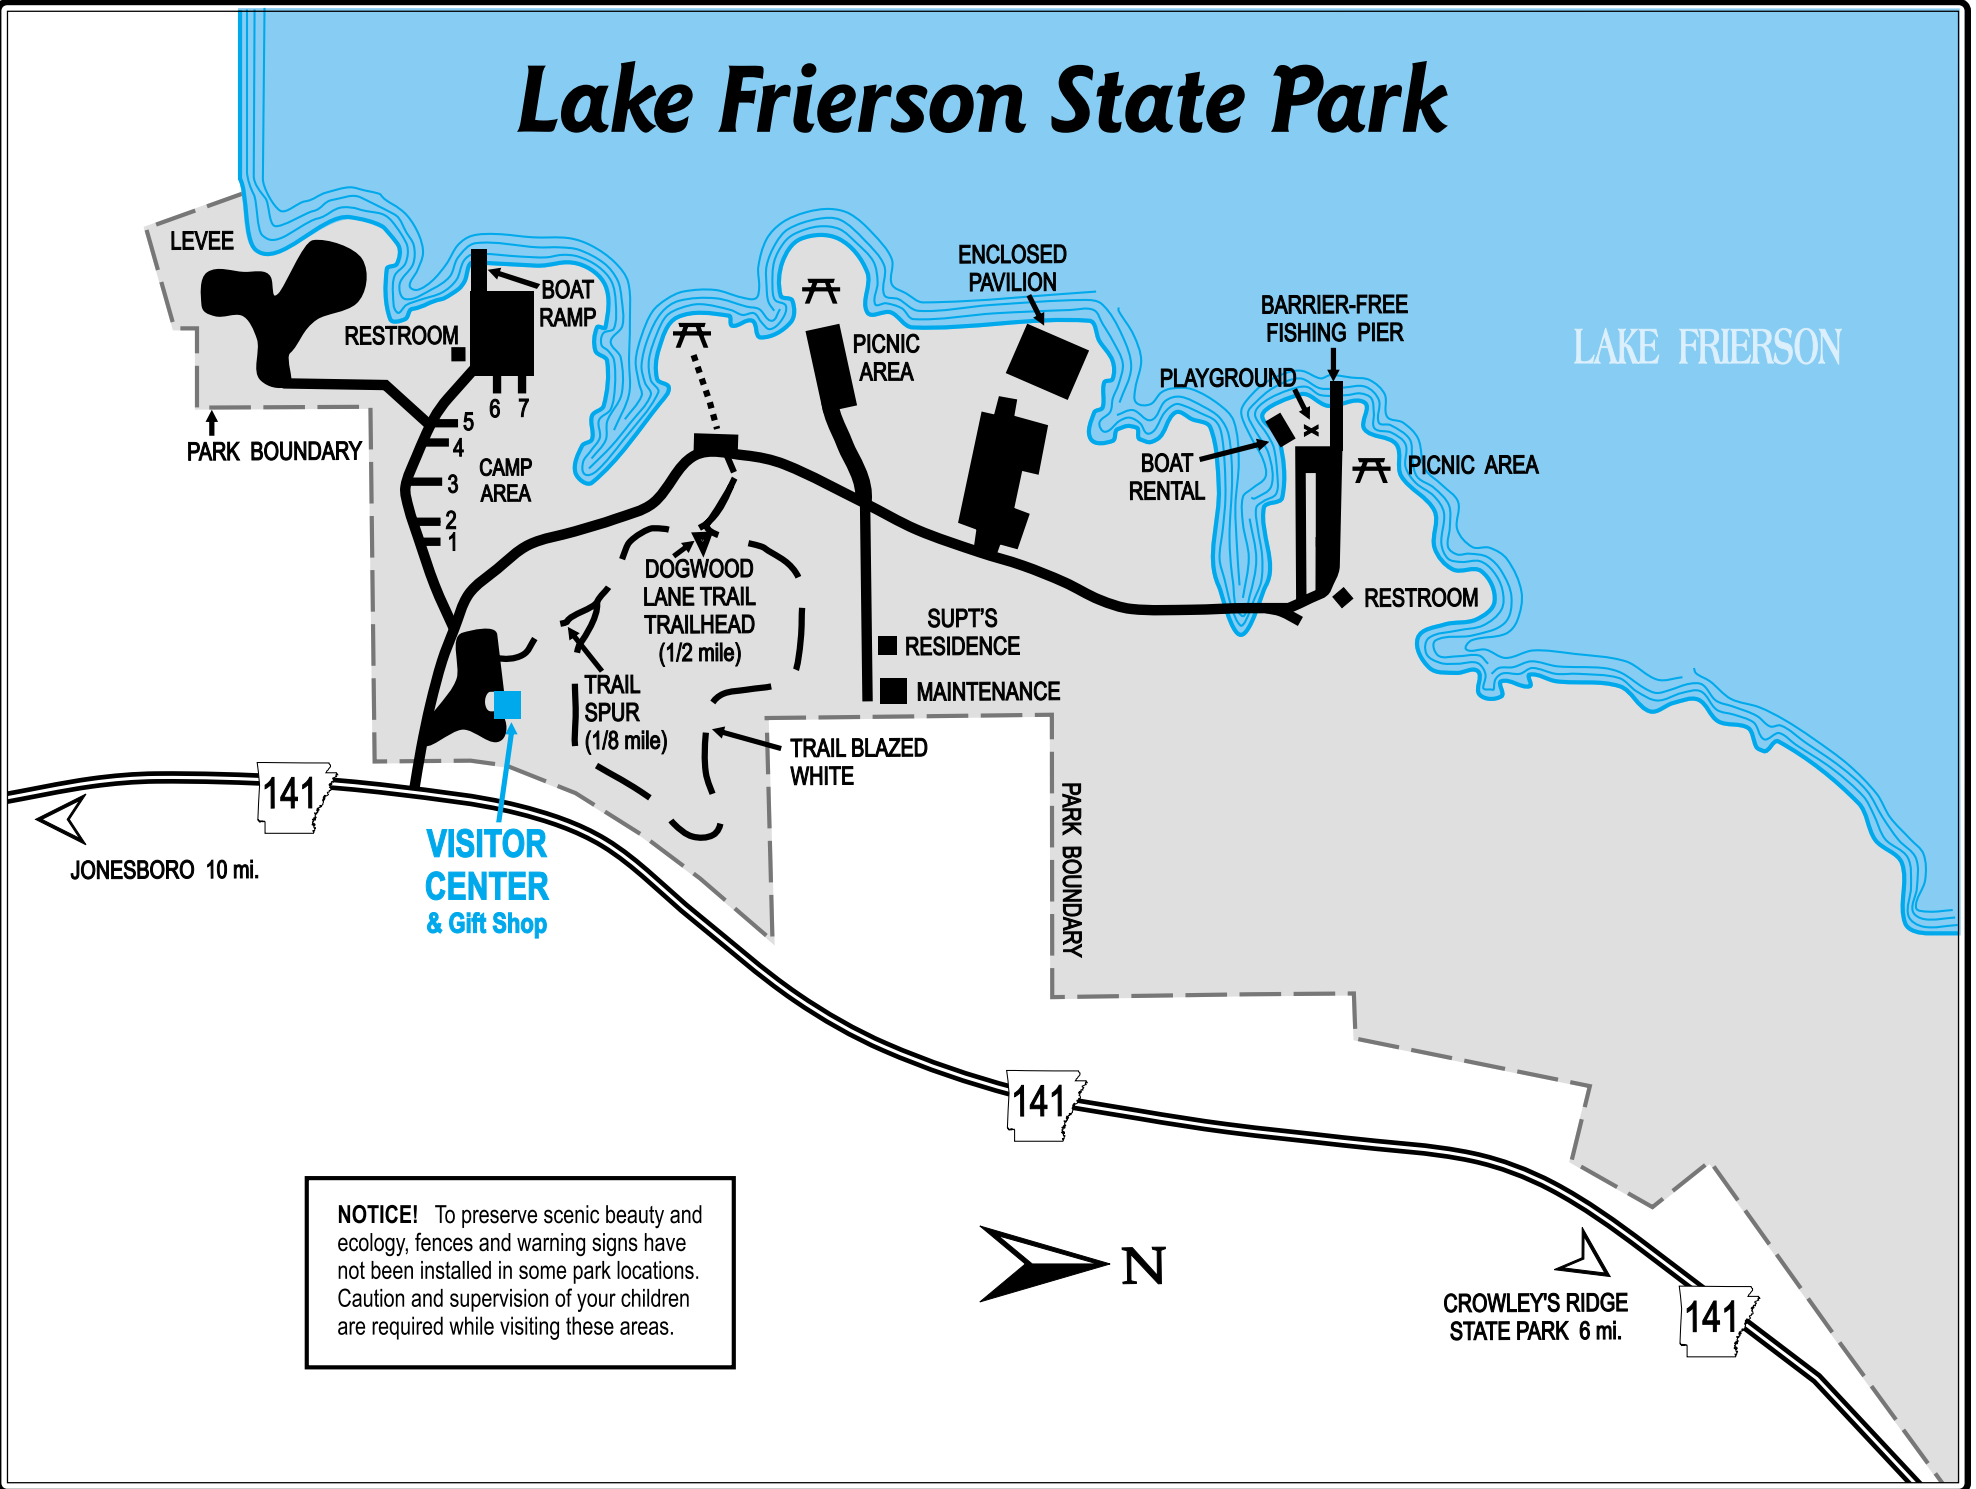 Lake Frierson State Park
LEVEE
BOAT
RAMP
RESTROOM
PARK BOUNDARY
6 7
5
4
3
2
1
CAMP
AREA
PICNIC
AREA
ENCLOSED
PAVILION
BARRIER-FREE
FISHING PIER
PLAYGROUND
BOAT
RENTAL
PICNIC AREA
LAKE FRIERSON
RESTROOM
DOGWOOD
LANE TRAIL
TRAILHEAD
(1/2 mile)
SUPT'S
RESIDENCE
MAINTENANCE
TRAIL
SPUR
(1/8 mile)
TRAIL BLAZED
WHITE
PARK BOUNDARY
141
JONESBORO 10 mi.
VISITOR
CENTER
& Gift Shop
141
NOTICE! To preserve scenic beauty and
ecology, fences and warning signs have
not been installed in some park locations.
Caution and supervision of your children
are required while visiting these areas.
N
CROWLEY'S RIDGE
STATE PARK 6 mi.
141